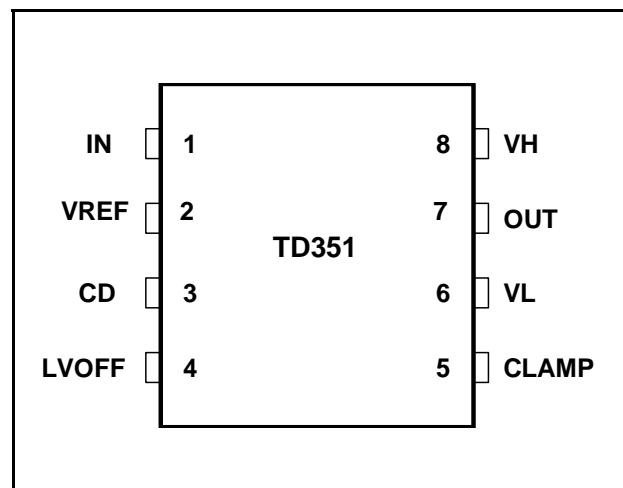 IN 1 8 VH
VREF 2 7 OUT
TD351
CD 3 6 VL
LVOFF 4 5 CLAMP